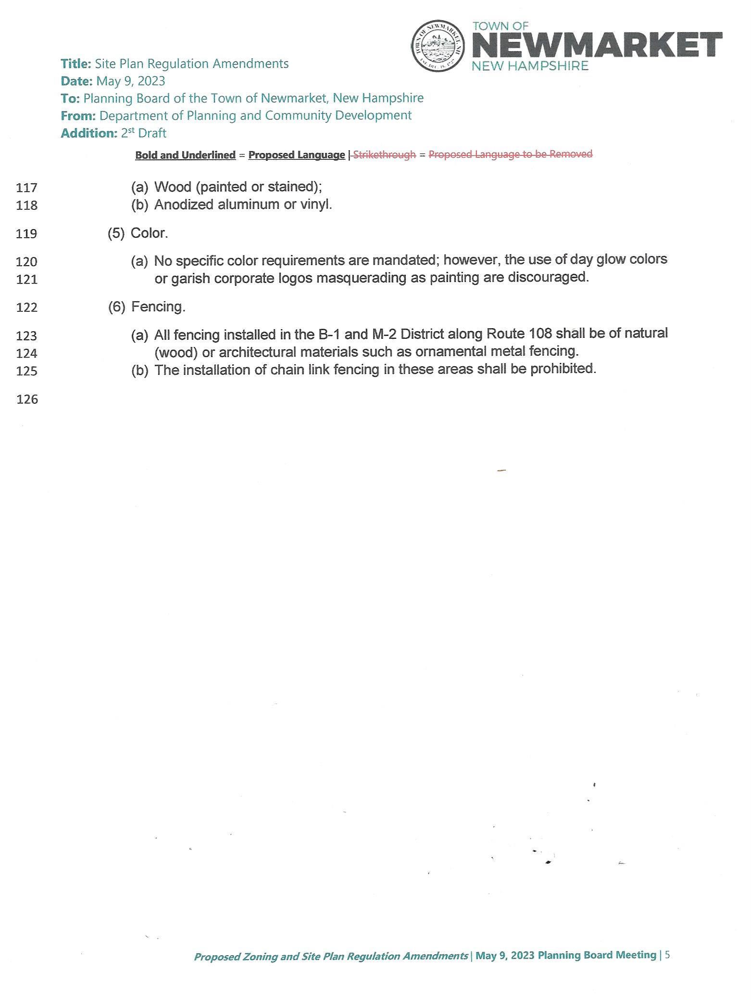 TOWN OF NEWMARKET, NH
EST. DEC. 15, 1727
TOWN OF
NEWMARKET
NEW HAMPSHIRE
Title: Site Plan Regulation Amendments
Date: May 9, 2023
To: Planning Board of the Town of Newmarket, New Hampshire
From: Department of Planning and Community Development
Addition: 2st Draft
Bold and Underlined = Proposed Language | Strikethrough = Proposed Language to be Removed
117 (a) Wood (painted or stained);
118 (b) Anodized aluminum or vinyl.
119 (5) Color.
120 (a) No specific color requirements are mandated; however, the use of day glow colors
121 or garish corporate logos masquerading as painting are discouraged.
122 (6) Fencing.
123 (a) All fencing installed in the B-1 and M-2 District along Route 108 shall be of natural
124 (wood) or architectural materials such as ornamental metal fencing.
125 (b) The installation of chain link fencing in these areas shall be prohibited.
126
Proposed Zoning and Site Plan Regulation Amendments | May 9, 2023 Planning Board Meeting | 5